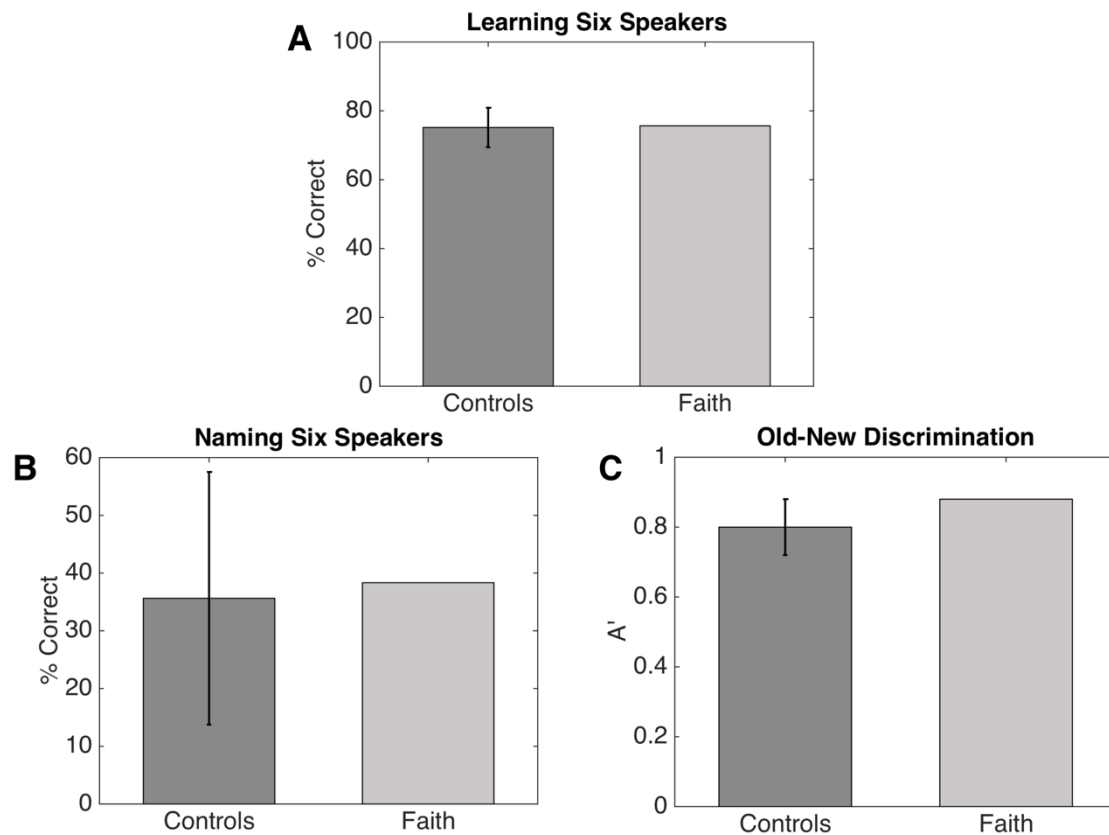 A
Learning Six Speakers
100
80
60
40
20
0
% Correct
Controls Faith
B
Naming Six Speakers
60
50
40
30
20
10
0
% Correct
Controls Faith
C
Old-New Discrimination
1
0.8
0.6
0.4
0.2
0
A'
Controls Faith